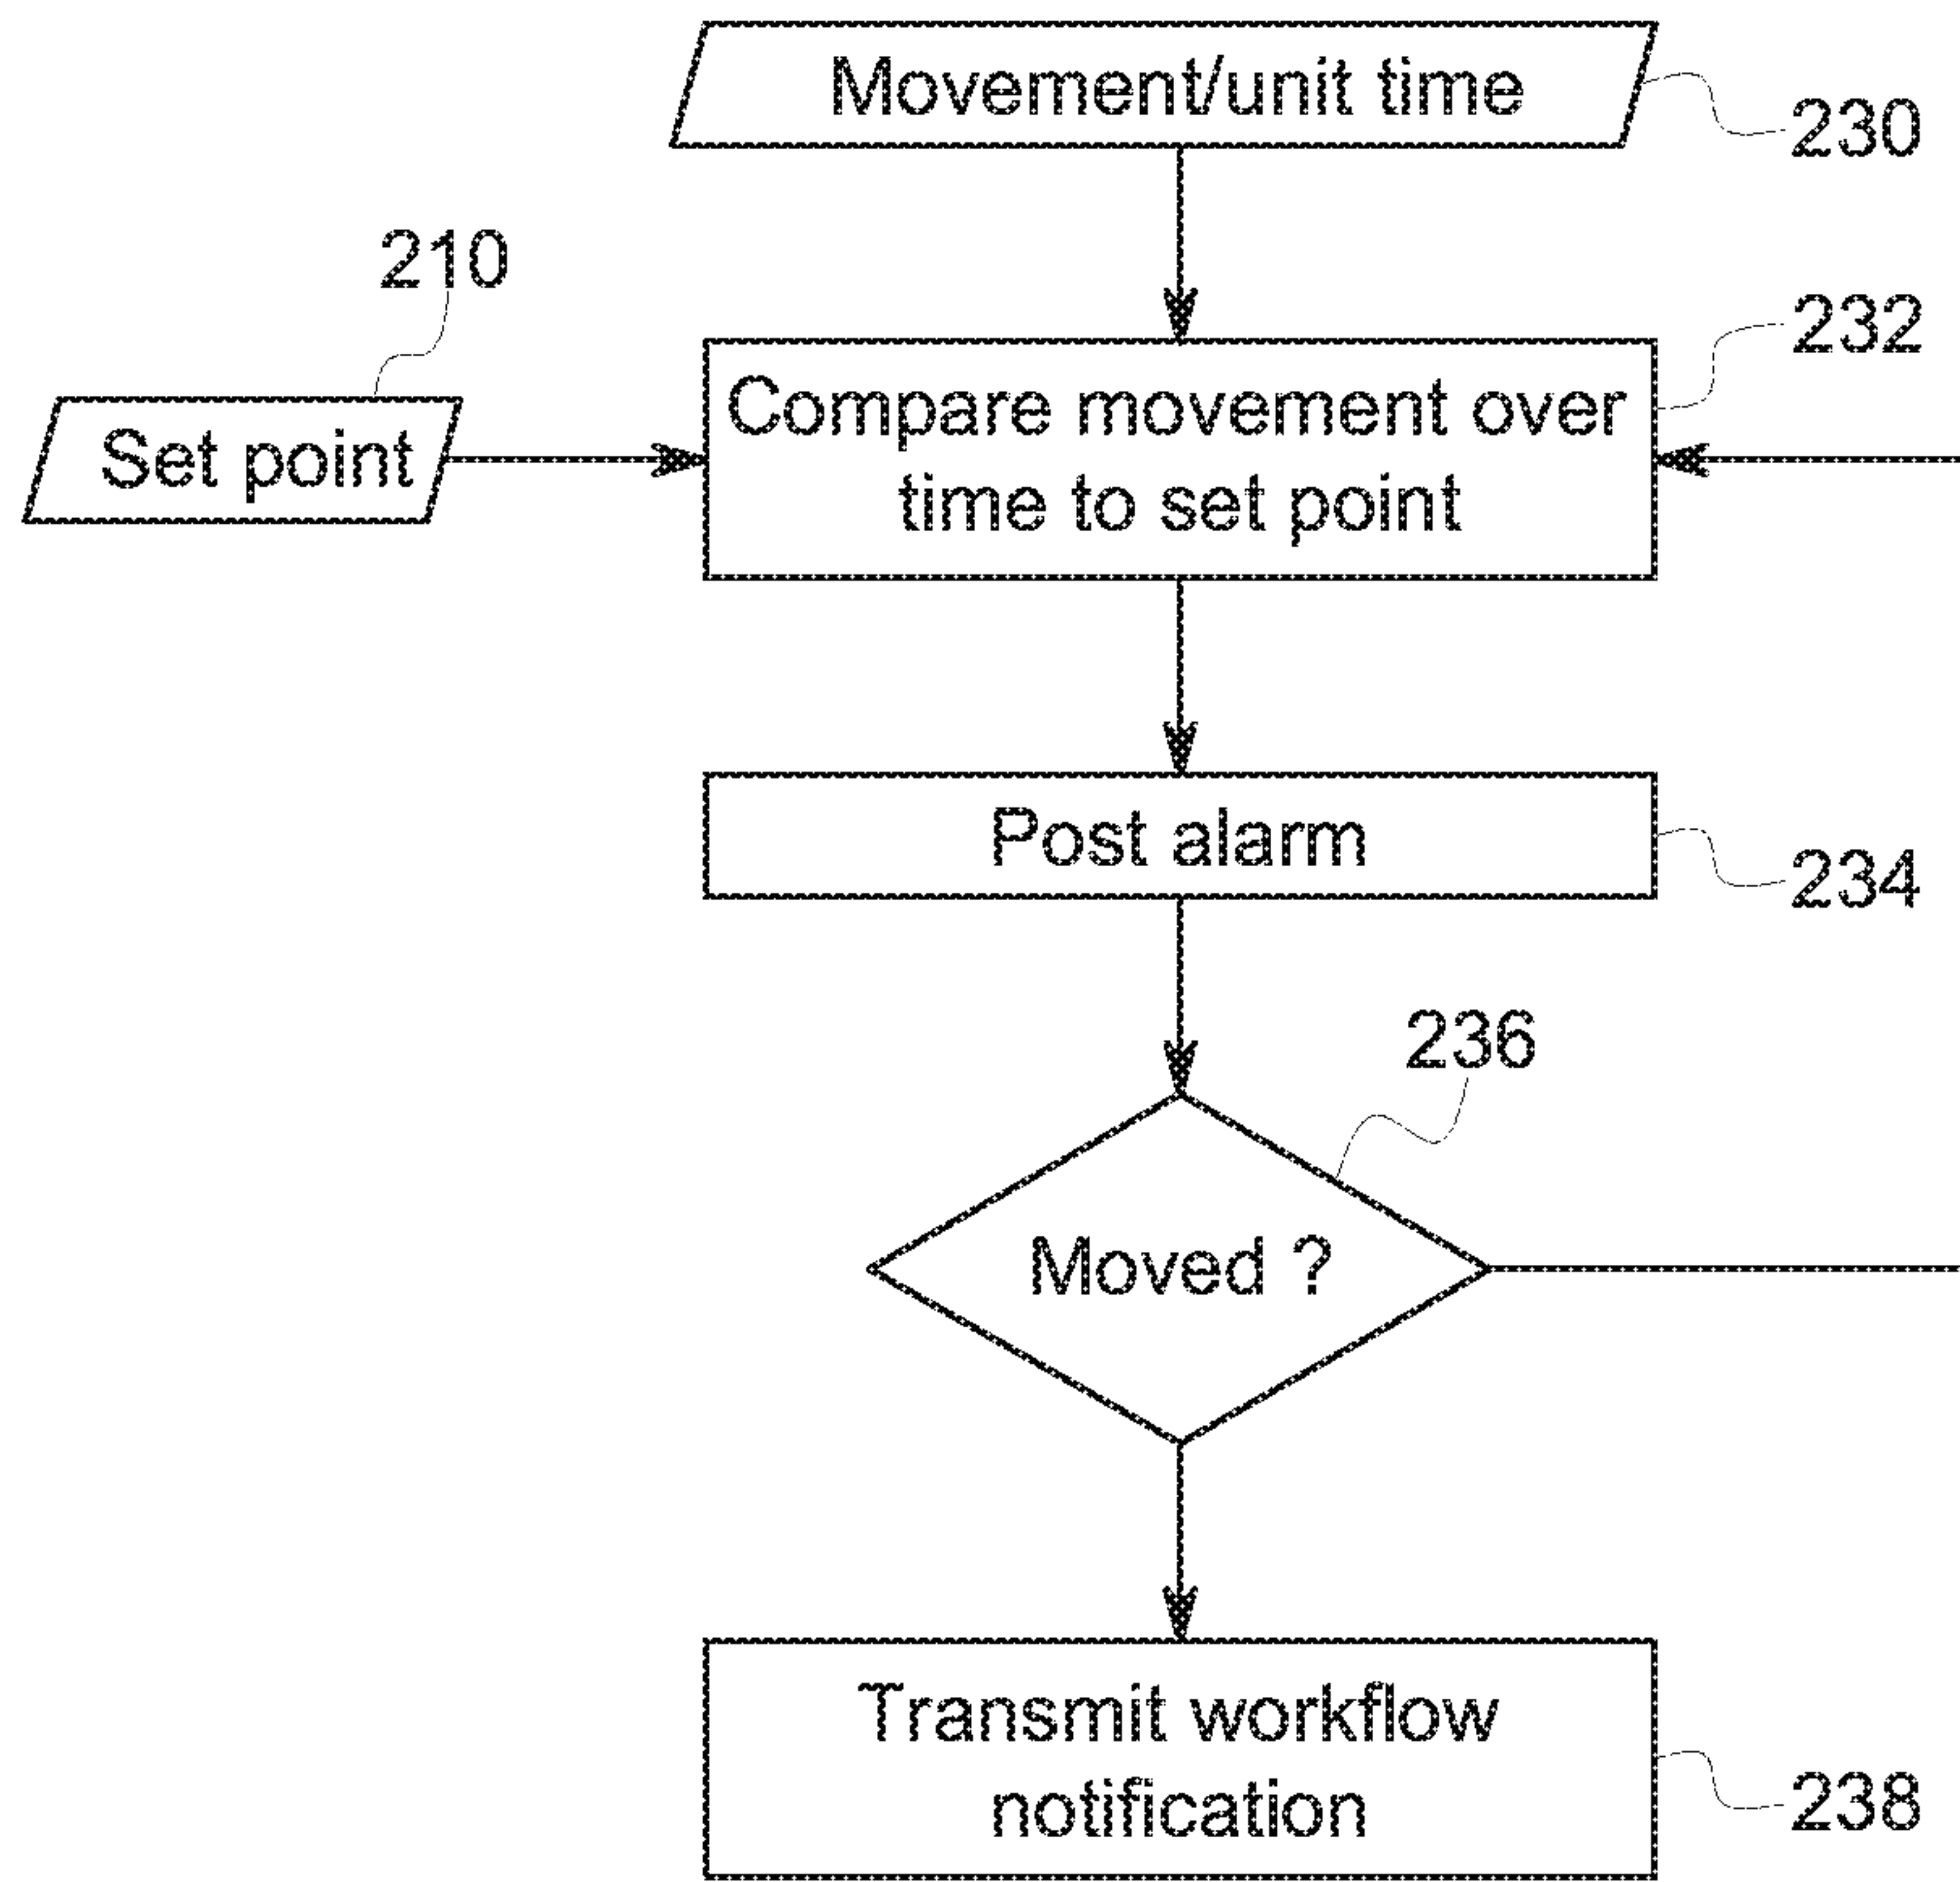 Movement/unit time
230
210
232
Compare movement over
time to set point
Set point
Post alarm
234
236
Moved ?
Transmit workflow
notification
238